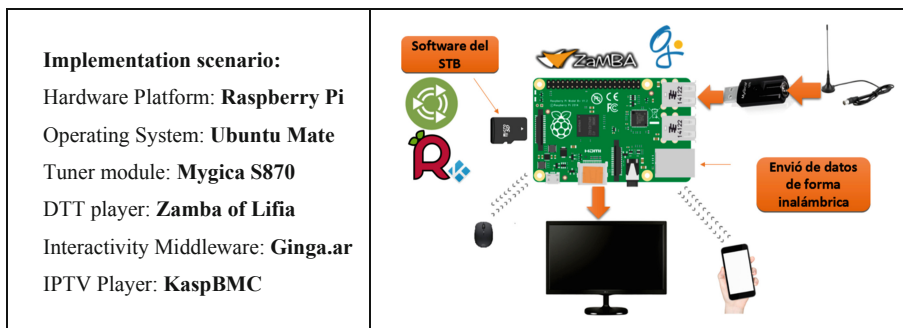 Implementation scenario:
Hardware Platform: Raspberry Pi
Operating System: Ubuntu Mate
Tuner module: Mygica S870
DTT player: Zamba of Lifia
Interactivity Middleware: Ginga.ar
IPTV Player: KaspBMC
Software del
STB
ZAMBA
HDMI
Envió de datos
de forma
inalámbrica